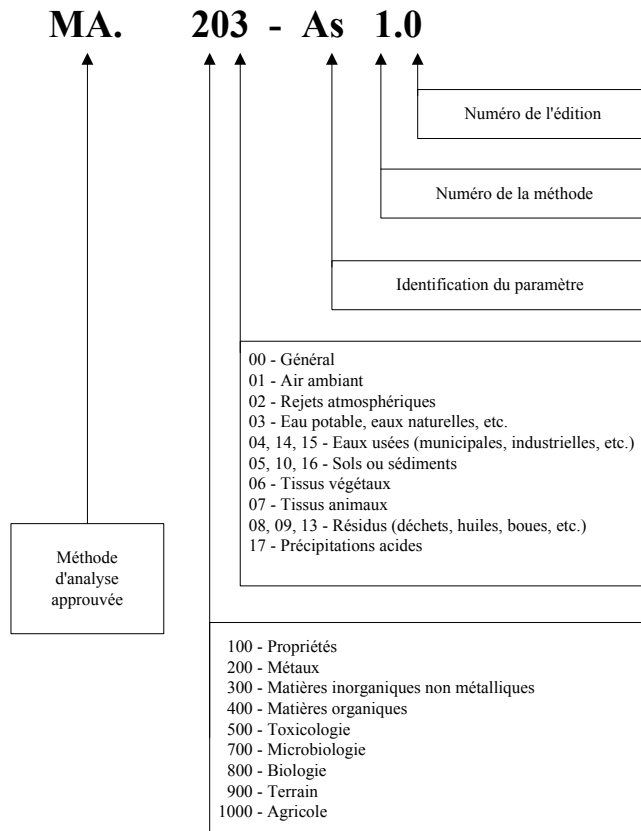 MA. 203 - As 1.0
Numéro de l'édition
Numéro de la méthode
Identification du paramètre
00 - Général
01 - Air ambiant
02 - Rejets atmosphériques
03 - Eau potable, eaux naturelles, etc.
04, 14, 15 - Eaux usées (municipales, industrielles, etc.)
05, 10, 16 - Sols ou sédiments
06 - Tissus végétaux
07 - Tissus animaux
08, 09, 13 - Résidus (déchets, huiles, boues, etc.)
17 - Précipitations acides
Méthode
d'analyse
approuvée
100 - Propriétés
200 - Métaux
300 - Matières inorganiques non métalliques
400 - Matières organiques
500 - Toxicologie
700 - Microbiologie
800 - Biologie
900 - Terrain
1000 - Agricole